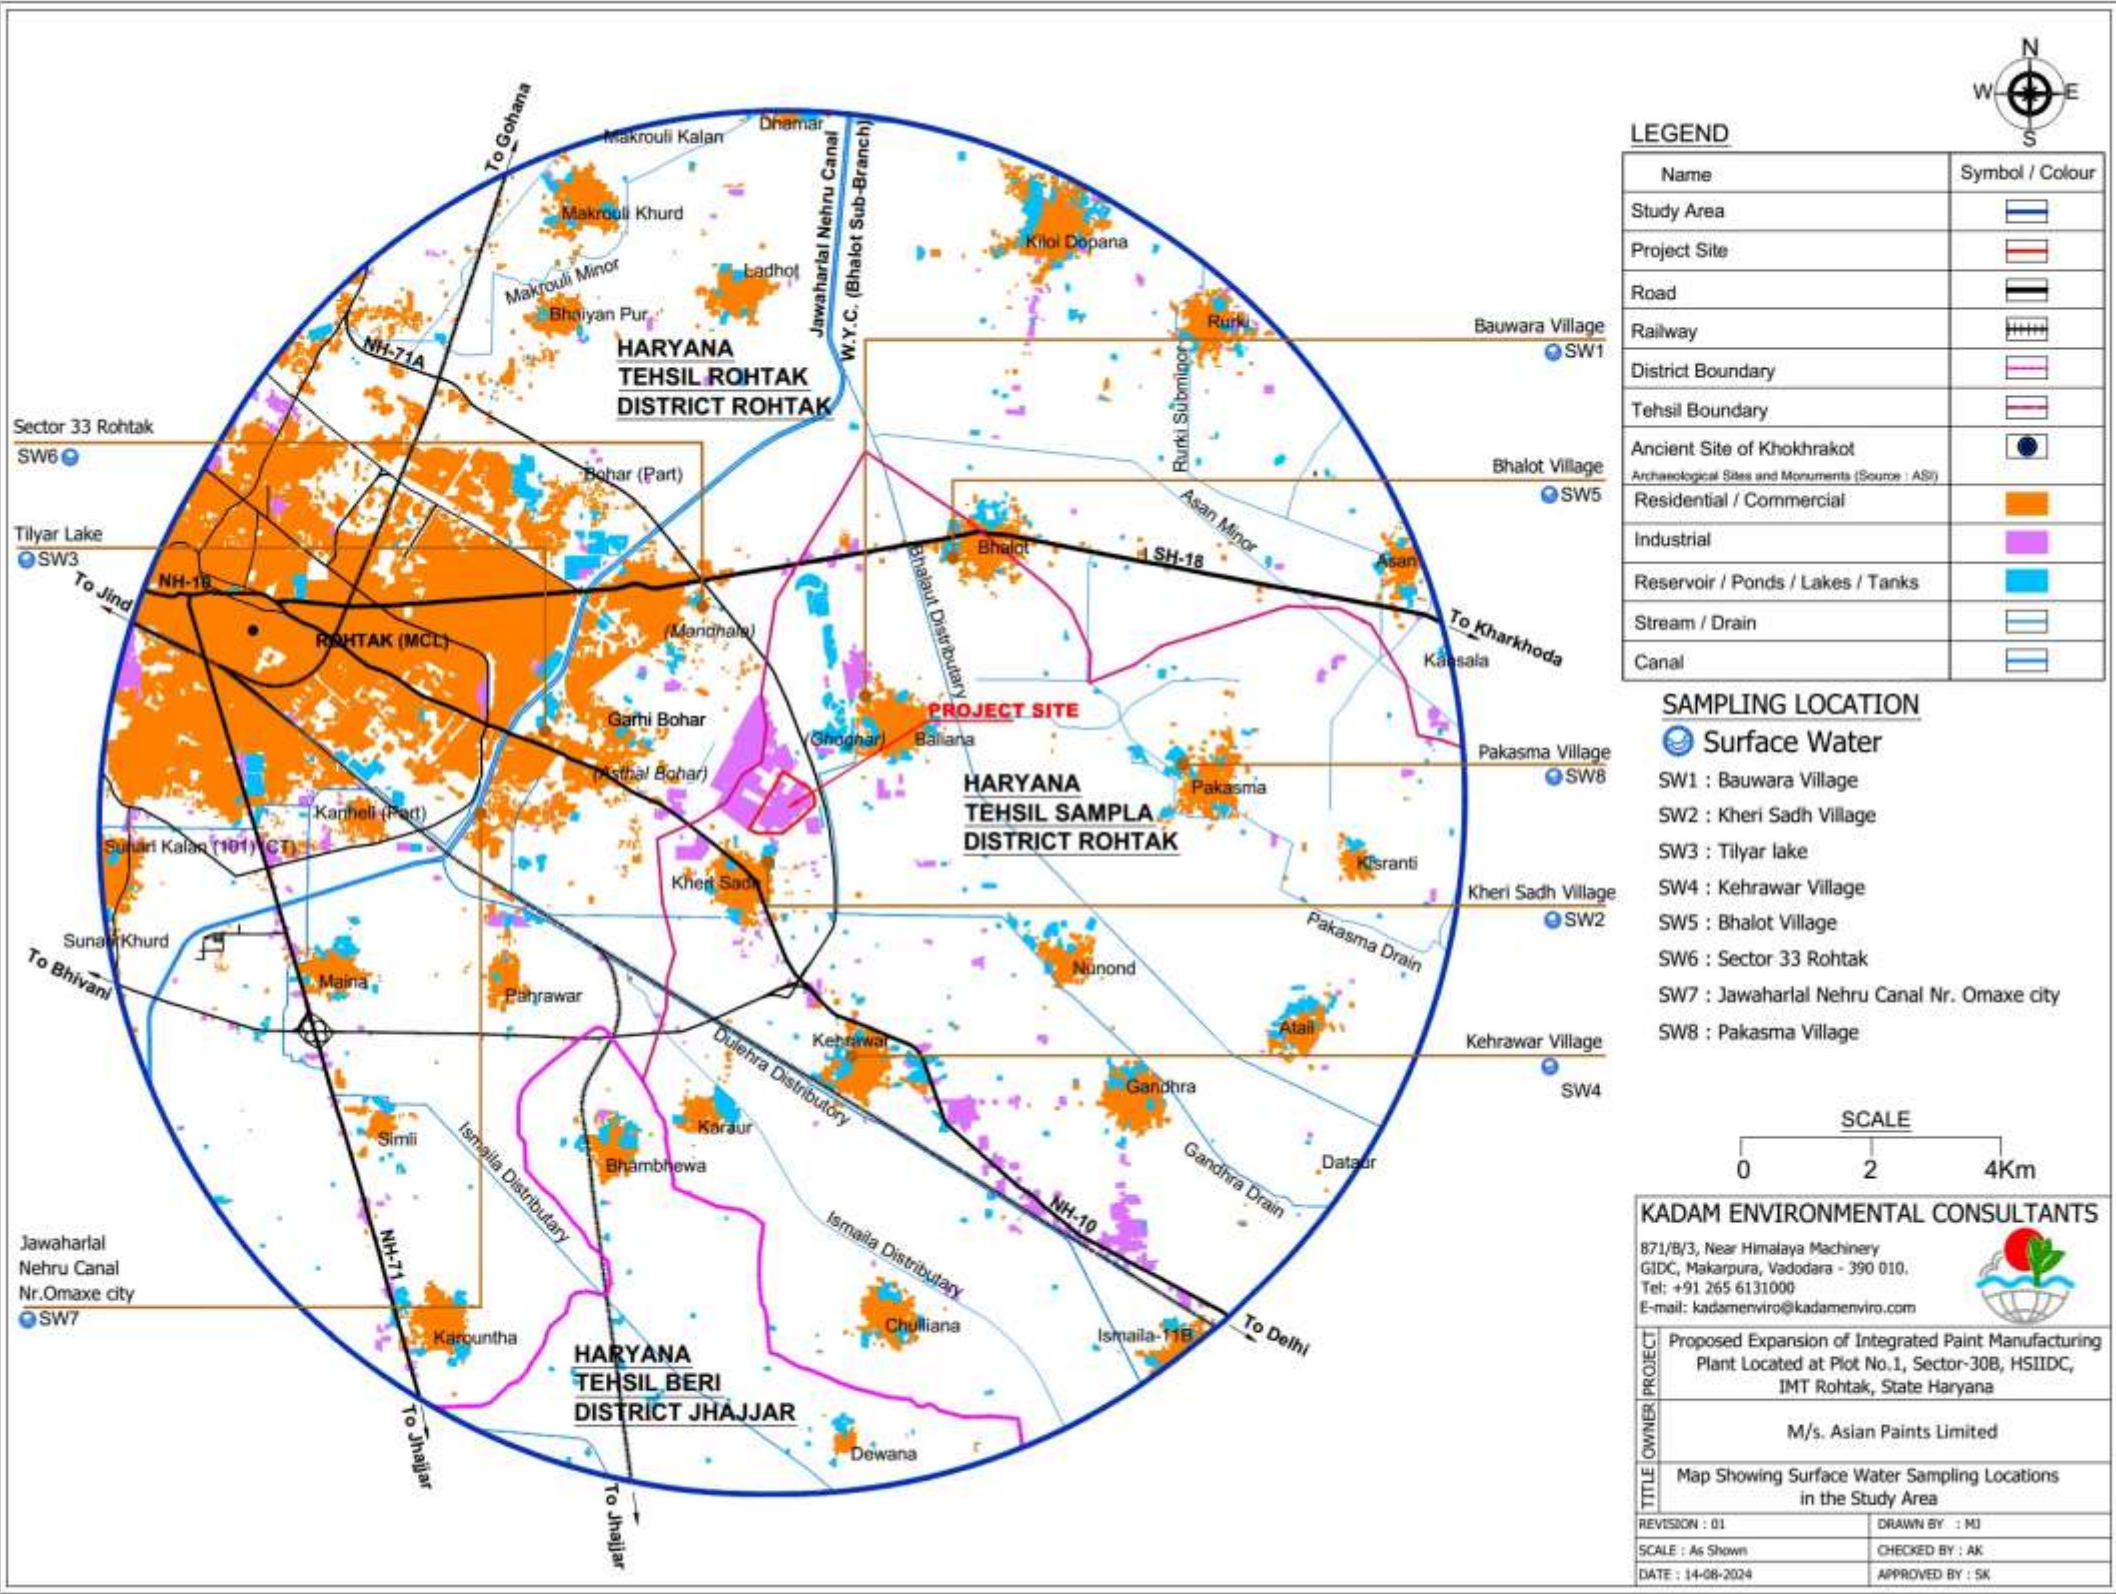 N
W
E
S
To Gohana
Makrouli Kalan
Dhamar
Jawaharlal Nehru Canal
W.Y.C. (Bhalot Sub-Branch)
Makrouli Khurd
Kiloi Dopana
Makrouli Minor
Ladhot
Bhaiyan Pur
Rurki
NH-71A
HARYANA
TEHSIL ROHTAK
DISTRICT ROHTAK
Rurki Subminor
Bauwara Village
SW1
Sector 33 Rohtak
SW6
Bohar (Part)
Bhalot Village
SW5
Asan Minor
Tilyar Lake
SW3
To Jind
Bhalot
SH-18
Asan
Bhalaut Distributary
To Kharkhoda
ROHTAK (MCL)
(Mandhala)
Kansala
Garhi Bohar
PROJECT SITE
(Ghoghar)
Baliana
(Asthal Bohar)
Pakasma Village
SW8
HARYANA
TEHSIL SAMPLA
DISTRICT ROHTAK
Pakasma
Kanheli (Part)
Sunari Kalan (101) (CT)
Kisranti
Kheri Sadh
Kheri Sadh Village
SW2
Sunari Khurd
To Bhivani
Pakasma Drain
Maina
Pahrawar
Nunond
Atail
Dulehra Distributory
Kehrawar
Kehrawar Village
SW4
Gandhra
Simli
Karaur
Ismaila Distributary
Bhambhewa
Gandhra Drain
Dataur
NH-71
NH-10
Ismaila Distributary
Jawaharlal
Nehru Canal
Nr.Omaxe city
SW7
Karountha
Chulliana
Ismaila-11B
To Delhi
HARYANA
TEHSIL BERI
DISTRICT JHAJJAR
Dewana
To Jhajjar
To Jhajjar
LEGEND
Name Symbol / Colour
Study Area
Project Site
Road
Railway
District Boundary
Tehsil Boundary
Ancient Site of Khokhrakot
Archaeological Sites and Monuments (Source : ASI)
Residential / Commercial
Industrial
Reservoir / Ponds / Lakes / Tanks
Stream / Drain
Canal
SAMPLING LOCATION
Surface Water
SW1 : Bauwara Village
SW2 : Kheri Sadh Village
SW3 : Tilyar lake
SW4 : Kehrawar Village
SW5 : Bhalot Village
SW6 : Sector 33 Rohtak
SW7 : Jawaharlal Nehru Canal Nr. Omaxe city
SW8 : Pakasma Village
SCALE
0 2 4Km
KADAM ENVIRONMENTAL CONSULTANTS
871/B/3, Near Himalaya Machinery
GIDC, Makarpura, Vadodara - 390 010.
Tel: +91 265 6131000
E-mail: kadamenviro@kadamenviro.com
PROJECT
Proposed Expansion of Integrated Paint Manufacturing
Plant Located at Plot No.1, Sector-30B, HSIIDC,
IMT Rohtak, State Haryana
OWNER
M/s. Asian Paints Limited
TITLE
Map Showing Surface Water Sampling Locations
in the Study Area
REVISION : 01 DRAWN BY : MJ
SCALE : As Shown CHECKED BY : AK
DATE : 14-08-2024 APPROVED BY : SK